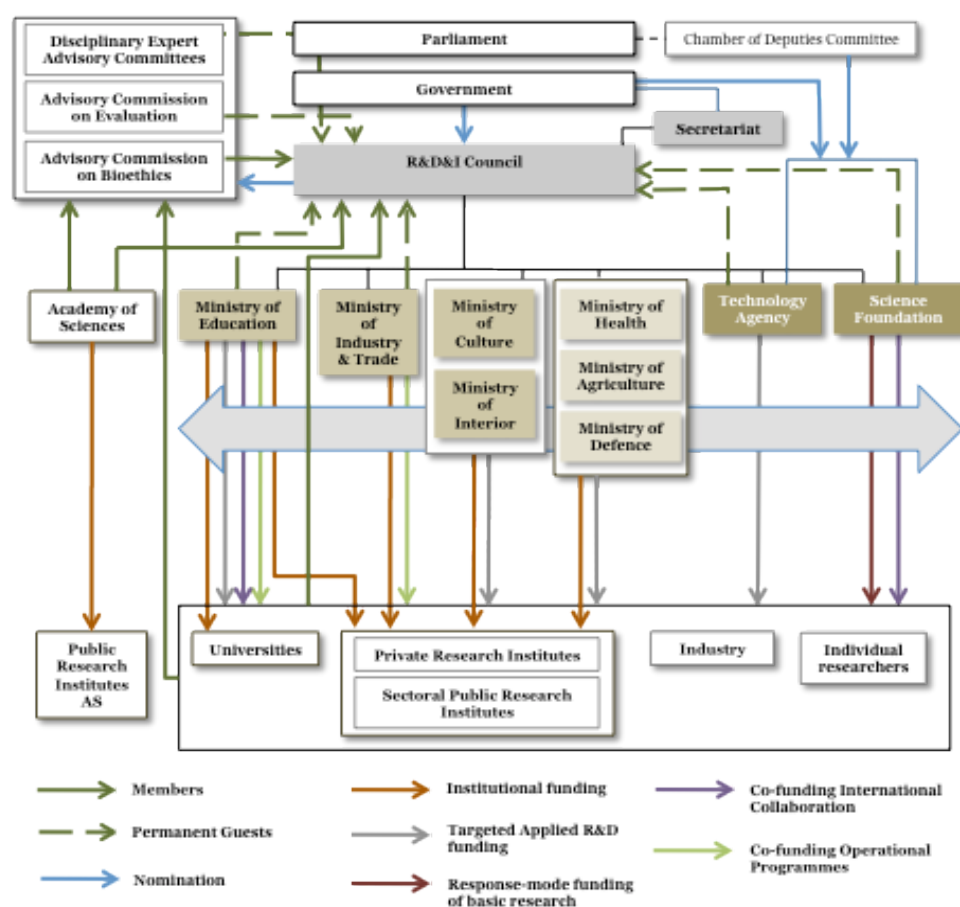 Disciplinary Expert
Advisory Committees
Advisory Commission
on Evaluation
Advisory Commission
on Bioethics
Parliament
Chamber of Deputies Committee
Government
Secretariat
R&D&I Council
Academy of
Sciences
Ministry of
Education
Ministry
of
Industry
& Trade
Ministry
of
Culture
Ministry
of
Interior
Ministry of
Health
Ministry of
Agriculture
Ministry of
Defence
Technology
Agency
Science
Foundation
Public
Research
Institutes
AS
Universities
Private Research Institutes
Sectoral Public Research
Institutes
Industry
Individual
researchers
Members
Permanent Guests
Nomination
Institutional funding
Targeted Applied R&D
funding
Response-mode funding
of basic research
Co-funding International
Collaboration
Co-funding Operational
Programmes